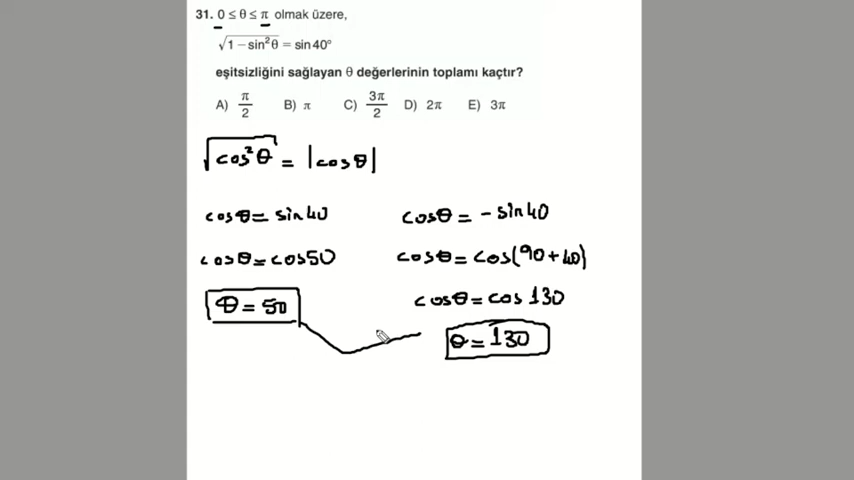 31. 0 ≤ θ ≤ π olmak üzere,
√1 − sin²θ = sin 40°
eşitsizliğini sağlayan θ değerlerinin toplamı kaçtır?
A) π/2 B) π C) 3π/2 D) 2π E) 3π
√cos²θ = |cosθ|
cosθ = sin40 cosθ = -sin40
cosθ = cos50 cosθ = cos(90+40)
θ = 50 cosθ = cos 130
θ = 130